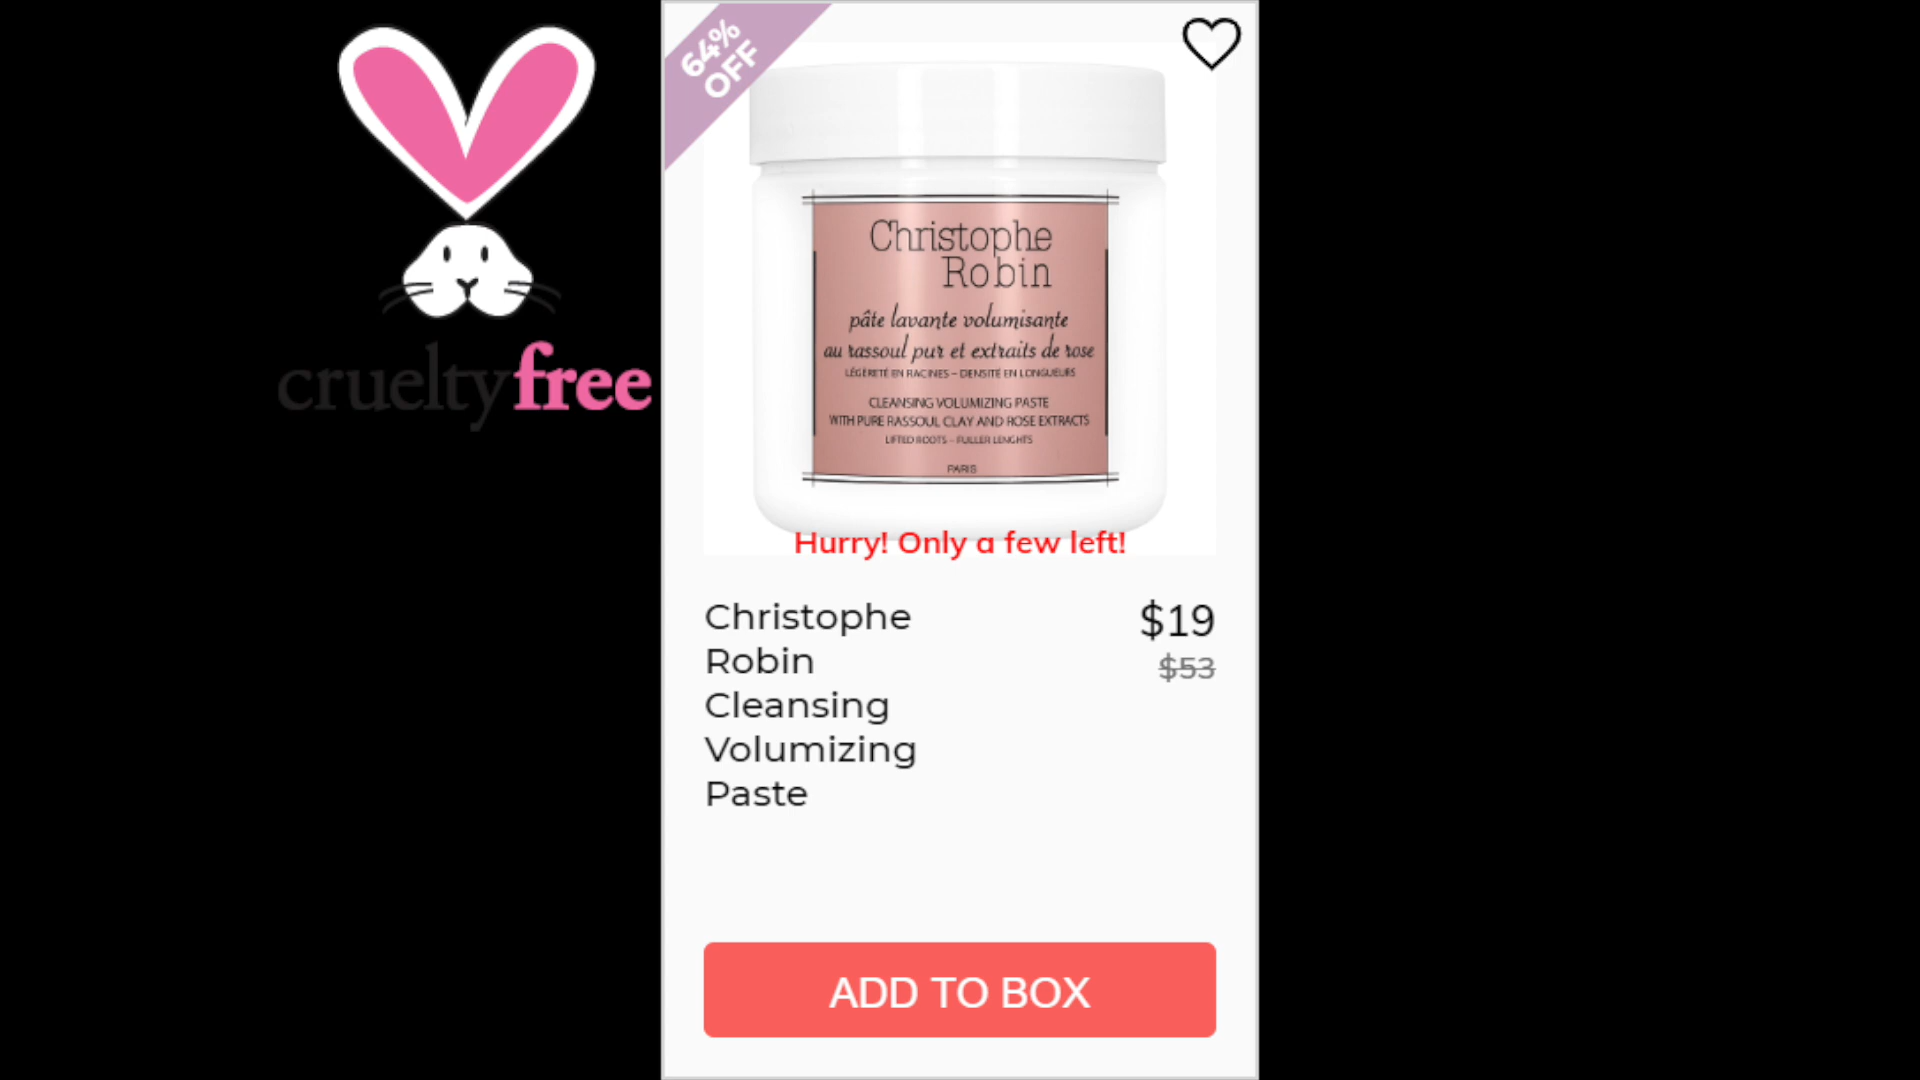 64%
OFF
crueltyfree
Christophe
Robin
pâte lavante volumisante
au rassoul pur et extraits de rose
LÉGÈRETÉ EN RACINES – DENSITÉ EN LONGUEURS
CLEANSING VOLUMIZING PASTE
WITH PURE RASSOUL CLAY AND ROSE EXTRACTS
LIFTED ROOTS – FULLER LENGHTS
PARIS
Hurry! Only a few left!
Christophe
Robin
Cleansing
Volumizing
Paste
$19
$53
ADD TO BOX